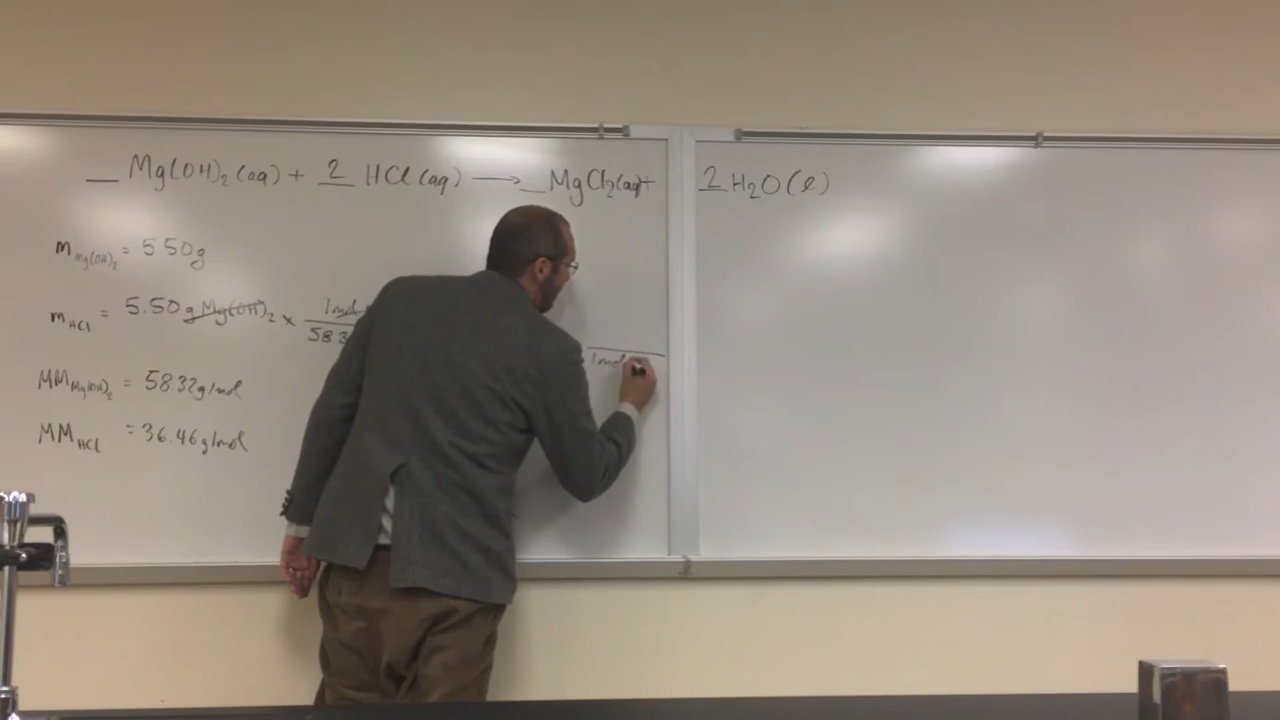 __ Mg(OH)₂(aq) + 2 HCl(aq) ⟶ __ MgCl₂(aq) + 2 H₂O(l)
m Mg(OH)₂ = 5.50g
m HCl = 5.50 g Mg(OH)₂ × 1mol / 58.3
1mol
MM Mg(OH)₂ = 58.32g/mol
MM HCl = 36.46g/mol